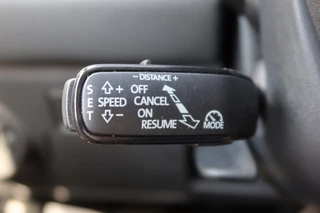 - DISTANCE +
S + OFF
E SPEED CANCEL
ON
T - RESUME MODE